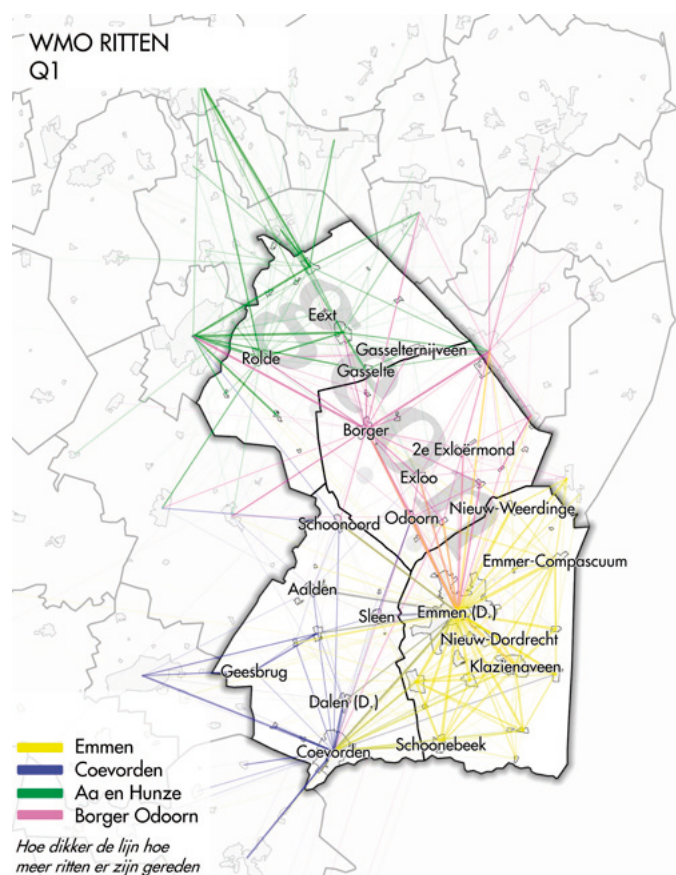 WMO RITTEN
Q1
Eext
Rolde
Gasselternijveen
Gasselte
Borger
2e Exloërmond
Exloo
Odoorn
Nieuw-Weerdinge
Schoonoord
Emmer-Compascuum
Aalden
Sleen
Emmen (D.)
Nieuw-Dordrecht
Klazienaveen
Geesbrug
Dalen (D.)
Coevorden
Schoonebeek
Emmen
Coevorden
Aa en Hunze
Borger Odoorn
Hoe dikker de lijn hoe
meer ritten er zijn gereden